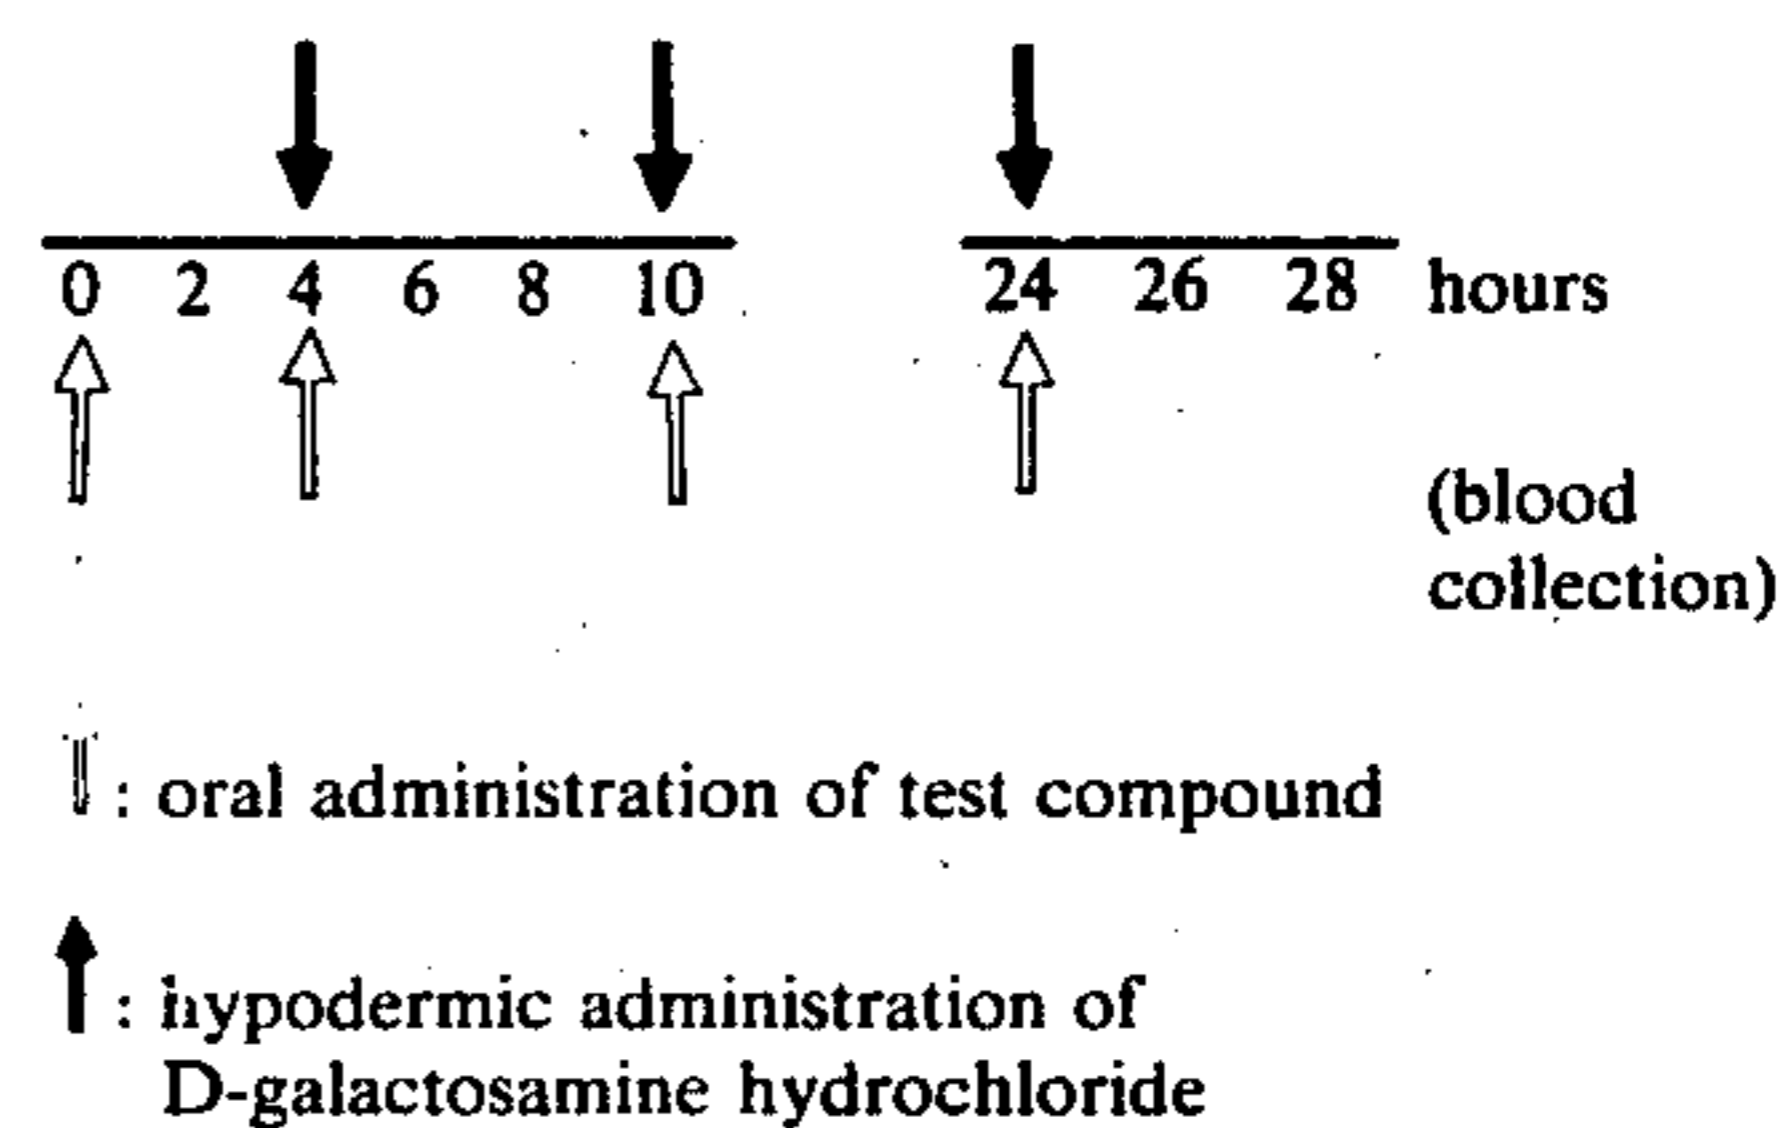 0 2 4 6 8 10 24 26 28 hours
(blood
collection)
: oral administration of test compound
: hypodermic administration of
D-galactosamine hydrochloride